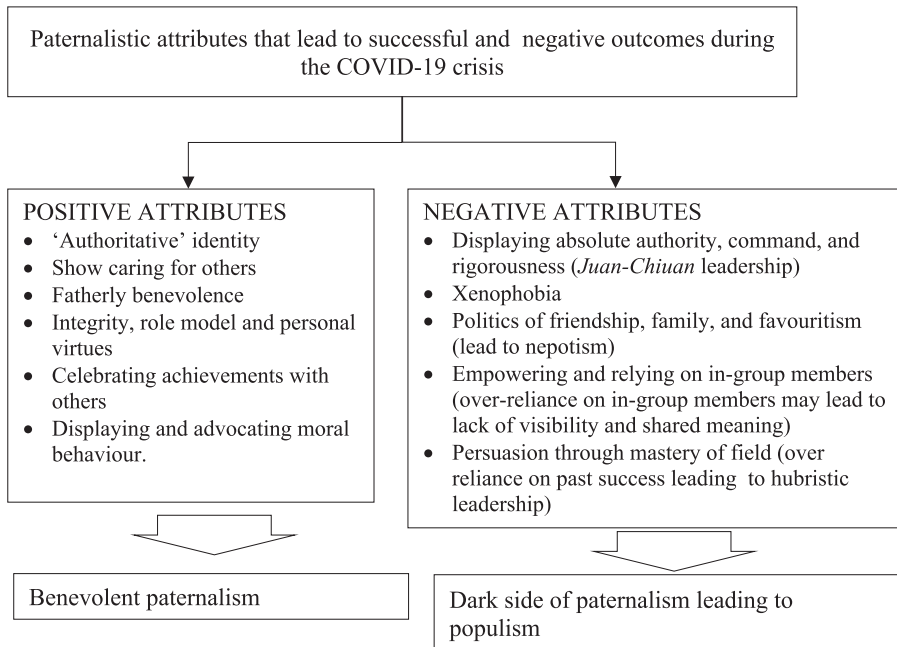 Paternalistic attributes that lead to successful and negative outcomes during
the COVID-19 crisis
POSITIVE ATTRIBUTES
• ‘Authoritative’ identity
• Show caring for others
• Fatherly benevolence
• Integrity, role model and personal
virtues
• Celebrating achievements with
others
• Displaying and advocating moral
behaviour.
NEGATIVE ATTRIBUTES
• Displaying absolute authority, command, and
rigorousness (Juan-Chiuan leadership)
• Xenophobia
• Politics of friendship, family, and favouritism
(lead to nepotism)
• Empowering and relying on in-group members
(over-reliance on in-group members may lead to
lack of visibility and shared meaning)
• Persuasion through mastery of field (over
reliance on past success leading to hubristic
leadership)
Benevolent paternalism
Dark side of paternalism leading to
populism